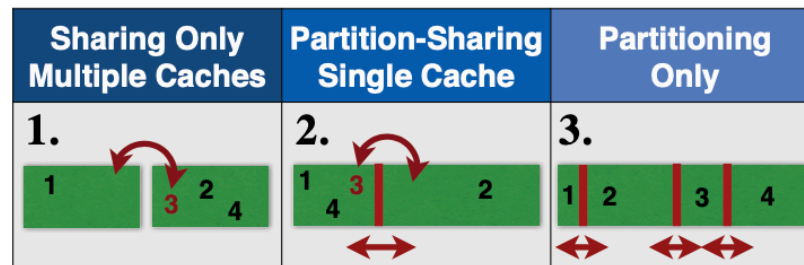 Sharing Only
Multiple Caches
Partition-Sharing
Single Cache
Partitioning
Only
1.
2.
3.
1
3
2
4
1
4
3
2
1
2
3
4